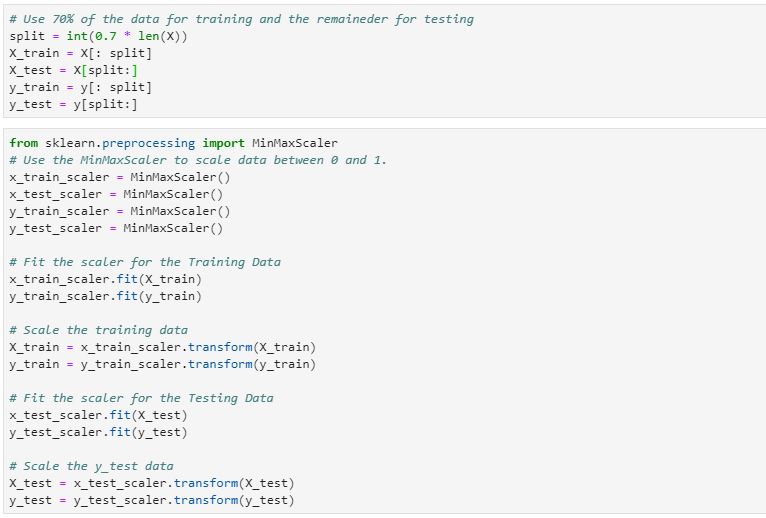 # Use 70% of the data for training and the remaineder for testing
split = int(0.7 * len(X))
X_train = X[: split]
X_test = X[split:]
y_train = y[: split]
y_test = y[split:]
from sklearn.preprocessing import MinMaxScaler
# Use the MinMaxScaler to scale data between 0 and 1.
x_train_scaler = MinMaxScaler()
x_test_scaler = MinMaxScaler()
y_train_scaler = MinMaxScaler()
y_test_scaler = MinMaxScaler()
# Fit the scaler for the Training Data
x_train_scaler.fit(X_train)
y_train_scaler.fit(y_train)
# Scale the training data
X_train = x_train_scaler.transform(X_train)
y_train = y_train_scaler.transform(y_train)
# Fit the scaler for the Testing Data
x_test_scaler.fit(X_test)
y_test_scaler.fit(y_test)
# Scale the y_test data
X_test = x_test_scaler.transform(X_test)
y_test = y_test_scaler.transform(y_test)